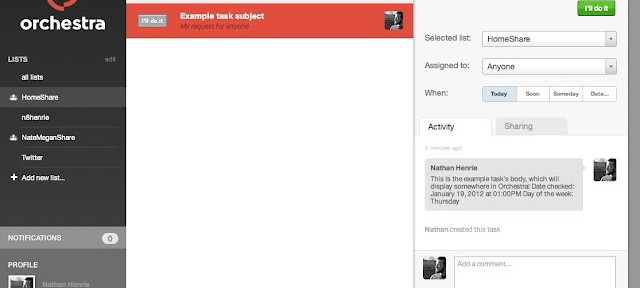 orchestra
LISTS edit
all lists
HomeShare
n8henrie
NateMeganShare
Twitter
Add new list...
NOTIFICATIONS 0
PROFILE
Nathan Henrie
I'll do it
Example task subject
My request for anyone
I'll do it
Selected list: HomeShare
Assigned to: Anyone
When: Today Soon Someday Date...
Activity Sharing
5 minutes ago
Nathan Henrie
This is the example task's body, which will
display somewhere in Orchestra! Date checked:
January 19, 2012 at 01:00PM Day of the week:
Thursday
Nathan created this task
Add a comment...